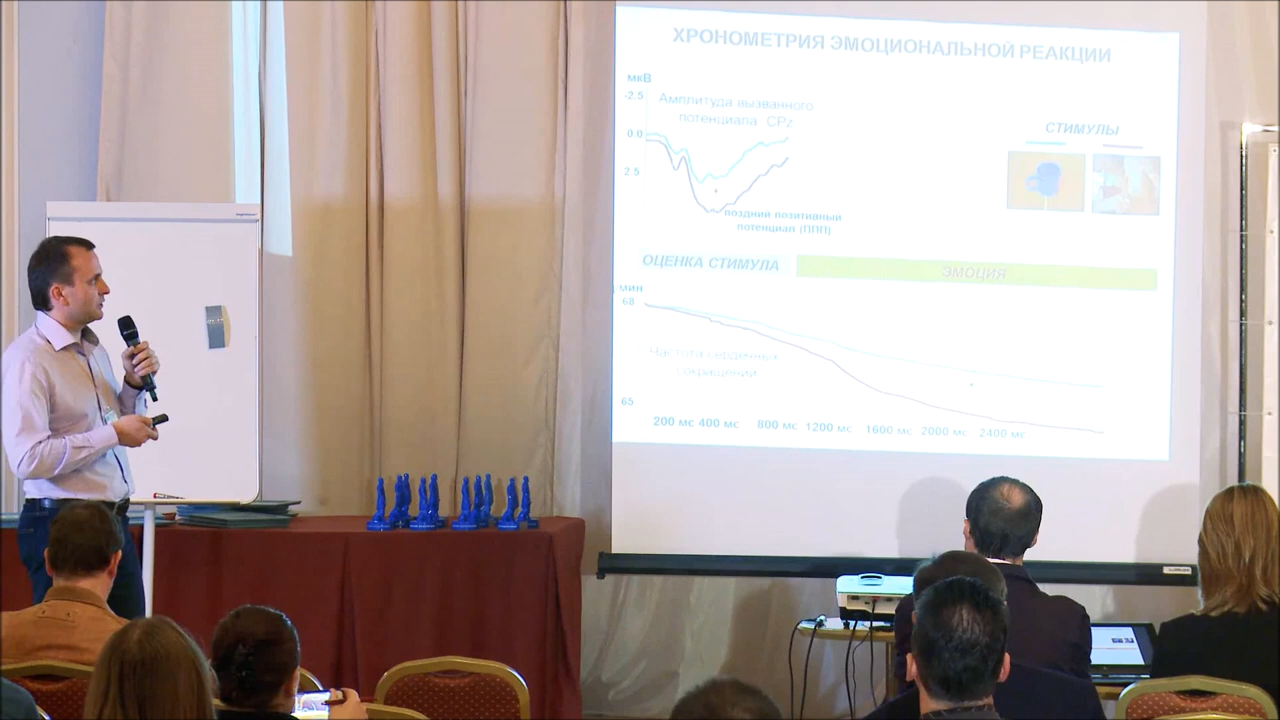 ХРОНОМЕТРИЯ ЭМОЦИОНАЛЬНОЙ РЕАКЦИИ
мкВ
-2.5
Амплитуда вызванного
потенциала CPz
0.0
2.5
СТИМУЛЫ
поздний позитивный
потенциал (ППП)
ОЦЕНКА СТИМУЛА
ЭМОЦИЯ
/мин
68
Частота сердечных
сокращений
65
200 мс 400 мс 800 мс 1200 мс 1600 мс 2000 мс 2400 мс